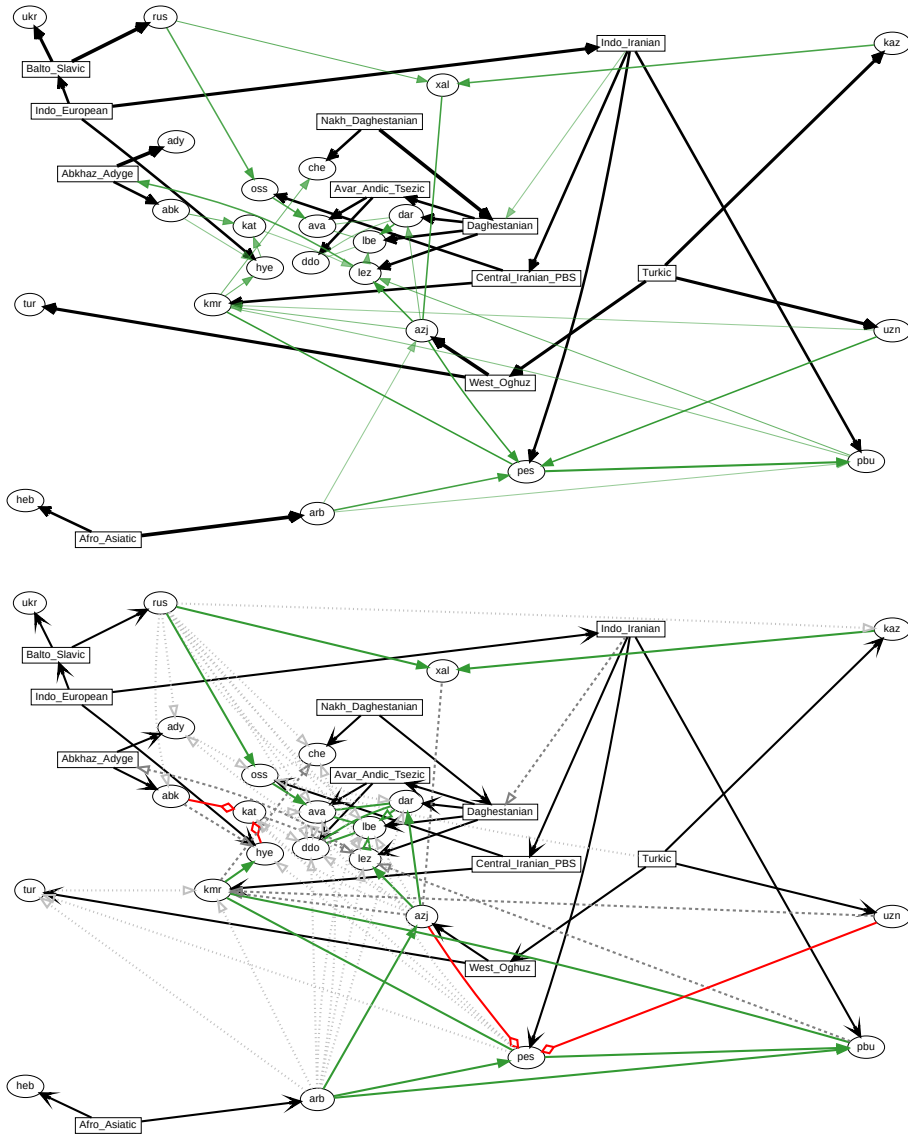 ukr
rus
Indo_Iranian
kaz
Balto_Slavic
xal
Indo_European
Nakh_Daghestanian
ady
Abkhaz_Adyge
che
oss
Avar_Andic_Tsezic
abk
dar
kat
ava
Daghestanian
lbe
ddo
hye
lez
Central_Iranian_PBS
Turkic
tur
kmr
azj
uzn
West_Oghuz
pes
pbu
heb
arb
Afro_Asiatic
ukr
rus
Indo_Iranian
kaz
Balto_Slavic
xal
Indo_European
Nakh_Daghestanian
ady
Abkhaz_Adyge
che
oss
Avar_Andic_Tsezic
abk
dar
kat
ava
Daghestanian
lbe
ddo
hye
lez
Central_Iranian_PBS
Turkic
tur
kmr
azj
uzn
West_Oghuz
pes
pbu
heb
arb
Afro_Asiatic